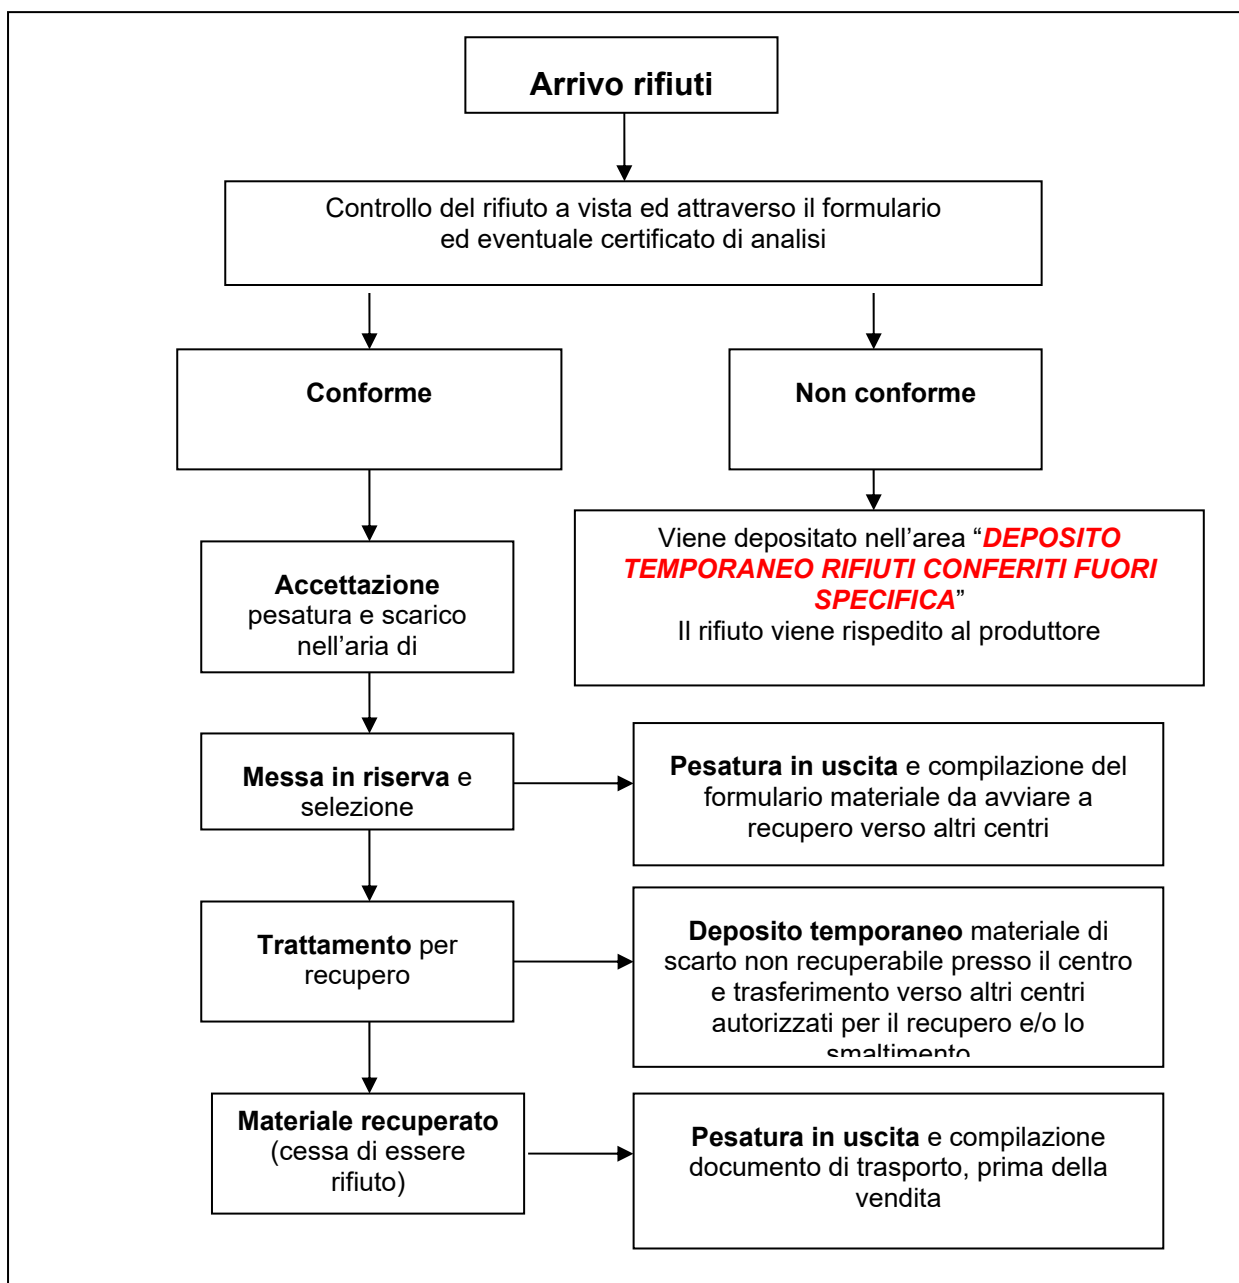 Arrivo rifiuti
Controllo del rifiuto a vista ed attraverso il formulario
ed eventuale certificato di analisi
Conforme
Non conforme
Viene depositato nell’area “DEPOSITO
TEMPORANEO RIFIUTI CONFERITI FUORI
SPECIFICA”
Il rifiuto viene rispedito al produttore
Accettazione
pesatura e scarico
nell’aria di
Messa in riserva e
selezione
Pesatura in uscita e compilazione del
formulario materiale da avviare a
recupero verso altri centri
Trattamento per
recupero
Deposito temporaneo materiale di
scarto non recuperabile presso il centro
e trasferimento verso altri centri
autorizzati per il recupero e/o lo
smaltimento
Materiale recuperato
(cessa di essere
rifiuto)
Pesatura in uscita e compilazione
documento di trasporto, prima della
vendita